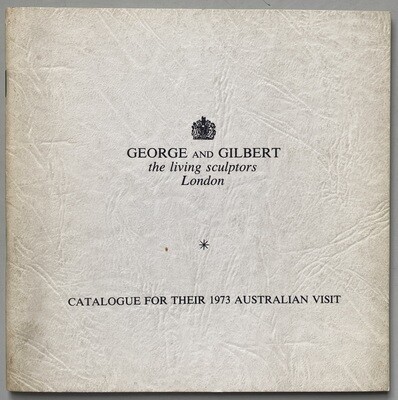 GEORGE AND GILBERT
the living sculptors
London
*
CATALOGUE FOR THEIR 1973 AUSTRALIAN VISIT